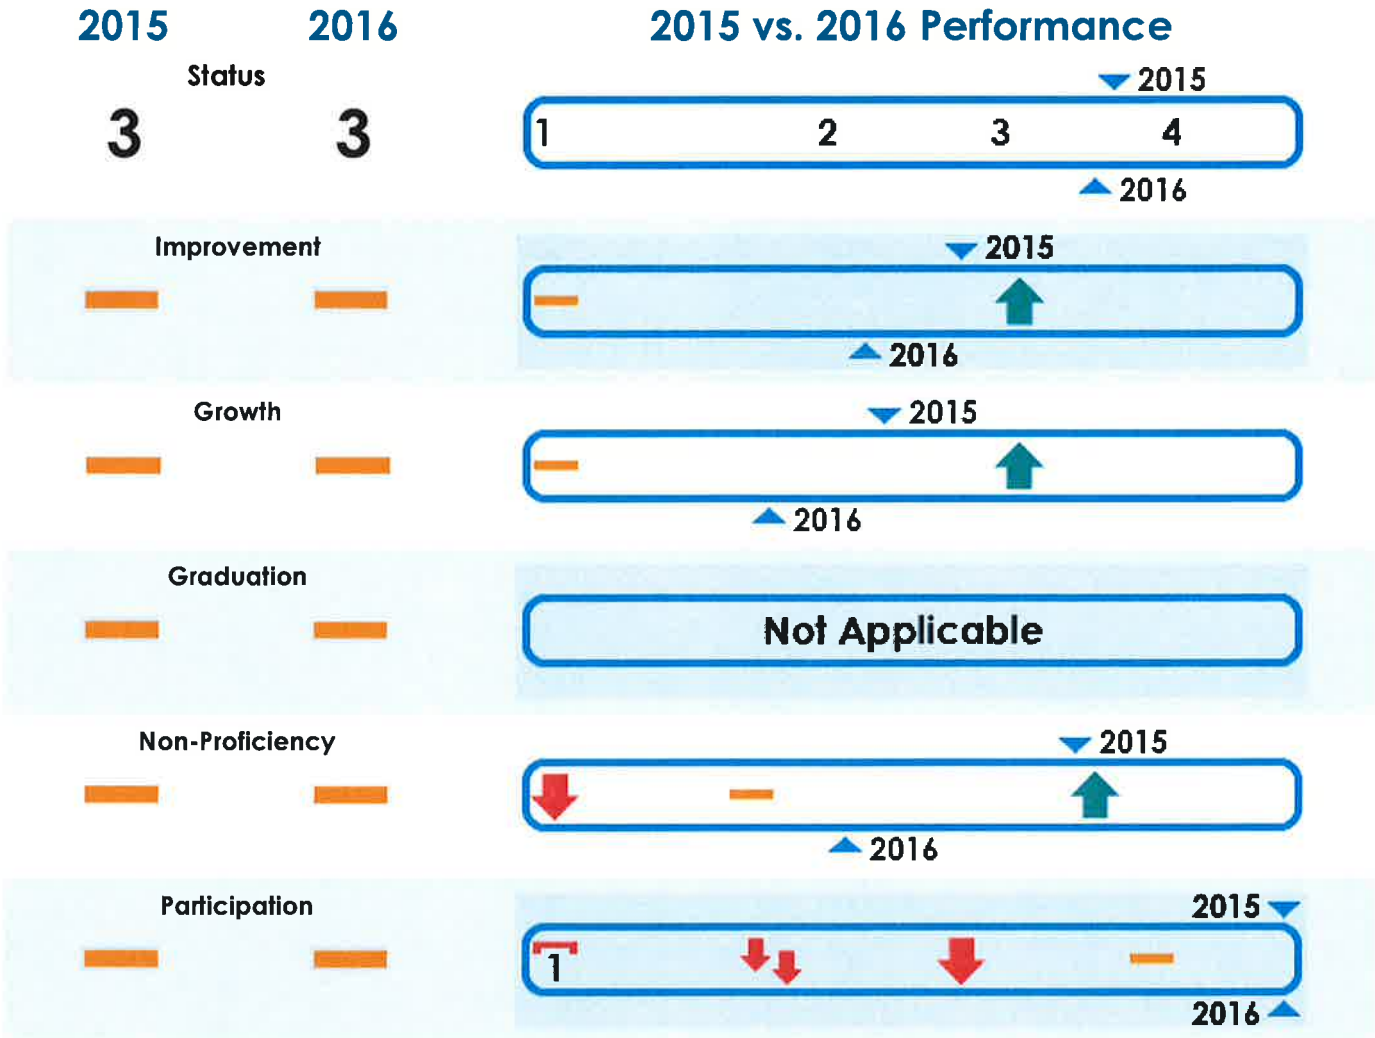 2015 2016 2015 vs. 2016 Performance
Status
2015
3 3
1 2 3 4
2016
Improvement
2015
2016
Growth
2015
2016
Graduation
Not Applicable
Non-Proficiency
2015
2016
Participation
2015
1
2016